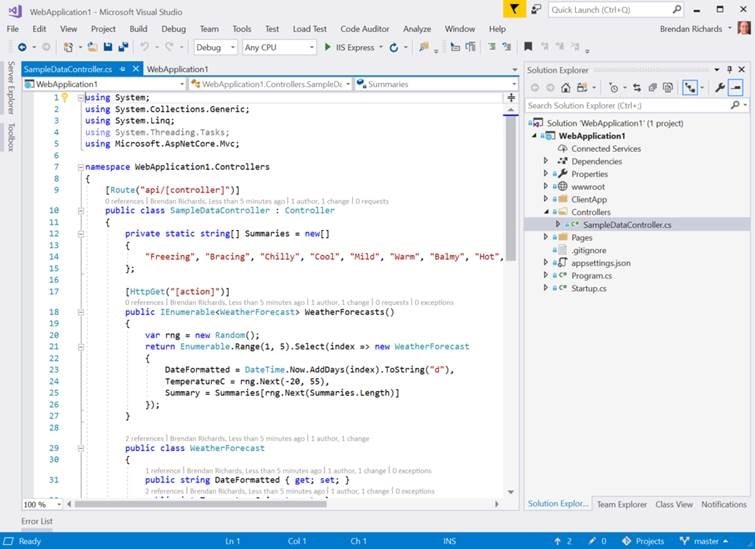 WebApplication1 - Microsoft Visual Studio
Quick Launch (Ctrl+Q)
File Edit View Project Build Debug Team Tools Test Load Test Code Auditor Analyze Window Help
Brendan Richards
Debug Any CPU IIS Express
Server Explorer
Toolbox
SampleDataController.cs WebApplication1
WebApplication1 WebApplication1.Controllers.SampleDa Summaries
1 using System;
2 using System.Collections.Generic;
3 using System.Linq;
4 using System.Threading.Tasks;
5 using Microsoft.AspNetCore.Mvc;
6
7 namespace WebApplication1.Controllers
8 {
9 [Route("api/[controller]")]
0 references | Brendan Richards, Less than 5 minutes ago | 1 author, 1 change | 0 requests
10 public class SampleDataController : Controller
11 {
12 private static string[] Summaries = new[]
13 {
14 "Freezing", "Bracing", "Chilly", "Cool", "Mild", "Warm", "Balmy", "Hot",
15 };
16
17 [HttpGet("[action]")]
0 references | Brendan Richards, Less than 5 minutes ago | 1 author, 1 change | 0 requests | 0 exceptions
18 public IEnumerable<WeatherForecast> WeatherForecasts()
19 {
20 var rng = new Random();
21 return Enumerable.Range(1, 5).Select(index => new WeatherForecast
22 {
23 DateFormatted = DateTime.Now.AddDays(index).ToString("d"),
24 TemperatureC = rng.Next(-20, 55),
25 Summary = Summaries[rng.Next(Summaries.Length)]
26 });
27 }
28
2 references | Brendan Richards, Less than 5 minutes ago | 1 author, 1 change
29 public class WeatherForecast
30 {
1 reference | Brendan Richards, Less than 5 minutes ago | 1 author, 1 change | 0 exceptions
31 public string DateFormatted { get; set; }
2 references | Brendan Richards, Less than 5 minutes ago | 1 author, 1 change | 0 exceptions
100 %
Solution Explorer
Search Solution Explorer (Ctrl+;)
Solution 'WebApplication1' (1 project)
WebApplication1
Connected Services
Dependencies
Properties
wwwroot
ClientApp
Controllers
SampleDataController.cs
Pages
.gitignore
appsettings.json
Program.cs
Startup.cs
Solution Explor... Team Explorer Class View Notifications
Error List
Ready Ln 1 Col 1 Ch 1 INS 2 0 Projects master